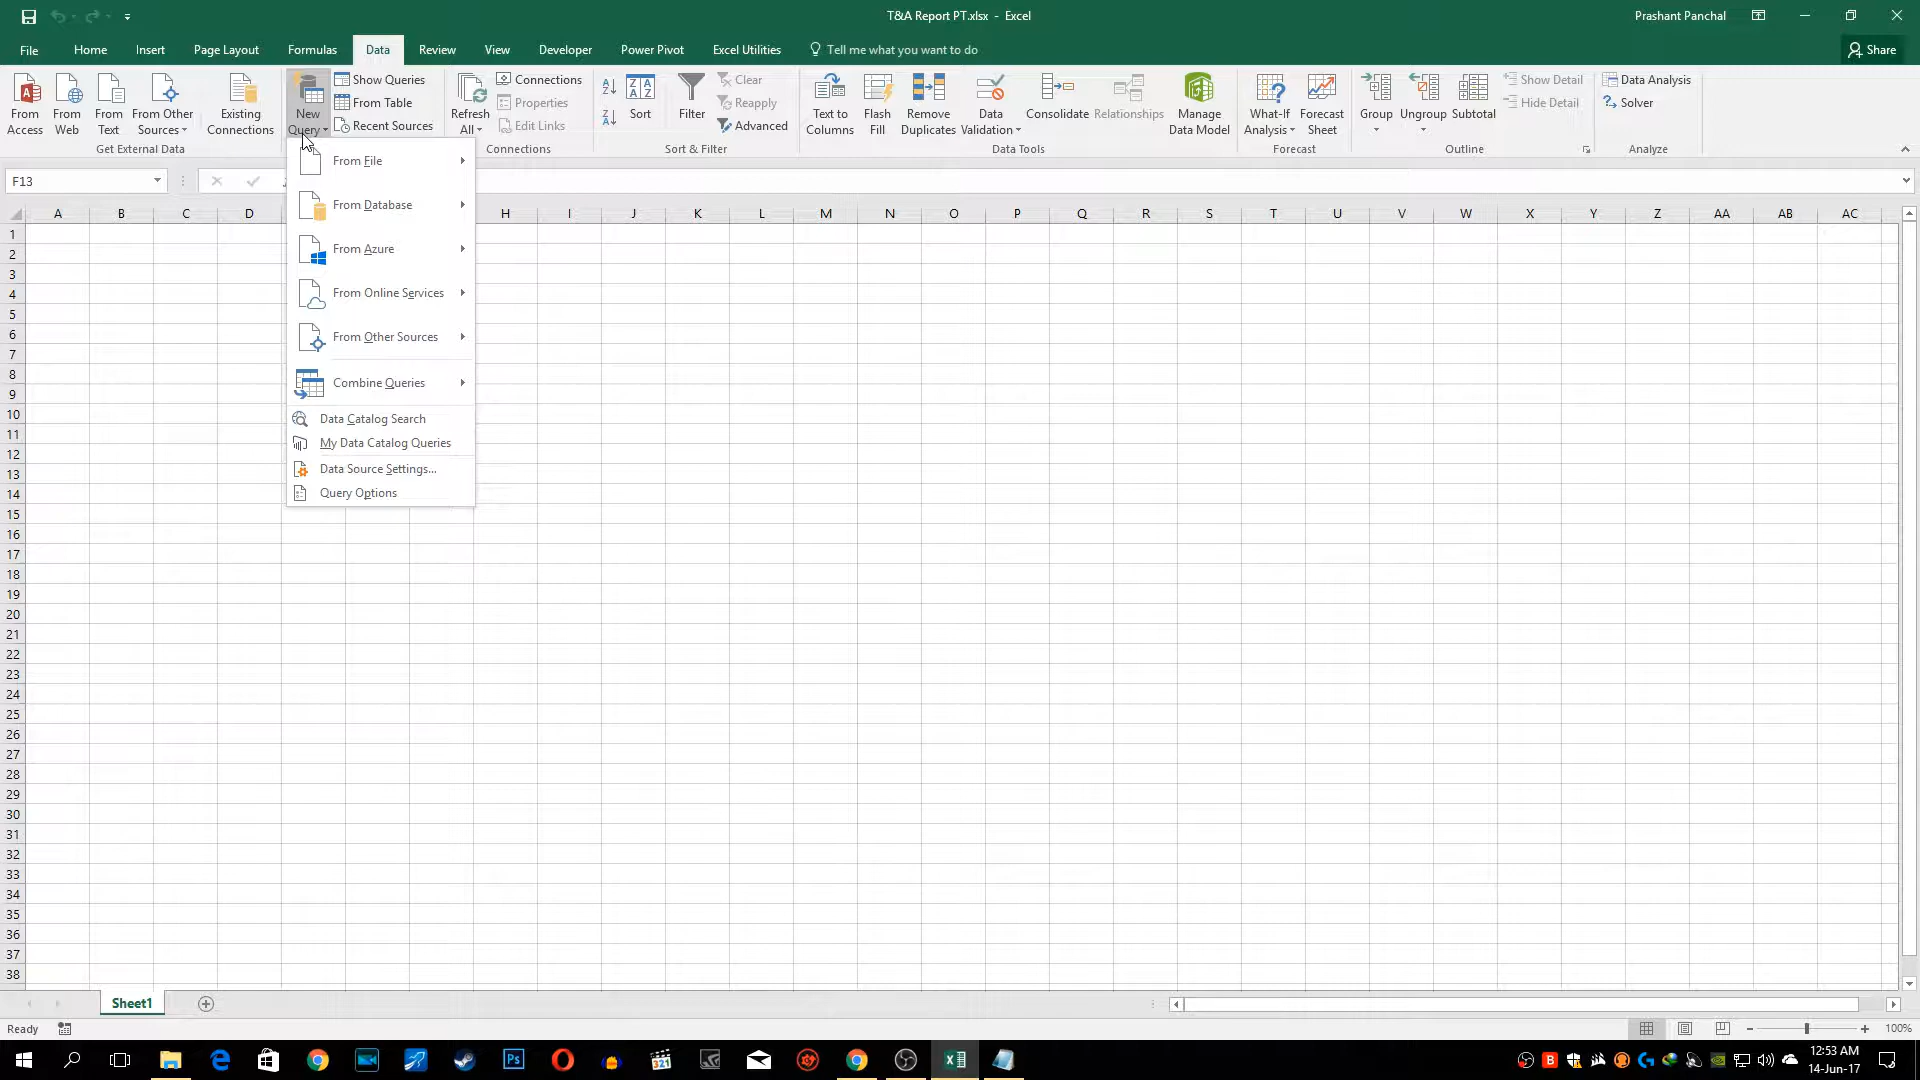 T&A Report PT.xlsx - Excel
Prashant Panchal
File Home Insert Page Layout Formulas Data Review View Developer Power Pivot Excel Utilities Tell me what you want to do Share
From Access
From Web
From Text
From Other Sources
Existing Connections
Get External Data
New Query
Show Queries
From Table
Recent Sources
Refresh All
Connections
Properties
Edit Links
Connections
Sort
Filter
Clear
Reapply
Advanced
Sort & Filter
Text to Columns
Flash Fill
Remove Duplicates
Data Validation
Consolidate
Relationships
Manage Data Model
Data Tools
What-If Analysis
Forecast Sheet
Forecast
Group
Ungroup
Subtotal
Show Detail
Hide Detail
Outline
Data Analysis
Solver
Analyze
F13
From File
From Database
From Azure
From Online Services
From Other Sources
Combine Queries
Data Catalog Search
My Data Catalog Queries
Data Source Settings...
Query Options
A B C D H I J K L M N O P Q R S T U V W X Y Z AA AB AC
1
2
3
4
5
6
7
8
9
10
11
12
13
14
15
16
17
18
19
20
21
22
23
24
25
26
27
28
29
30
31
32
33
34
35
36
37
38
Sheet1
Ready
100%
12:53 AM
14-Jun-17